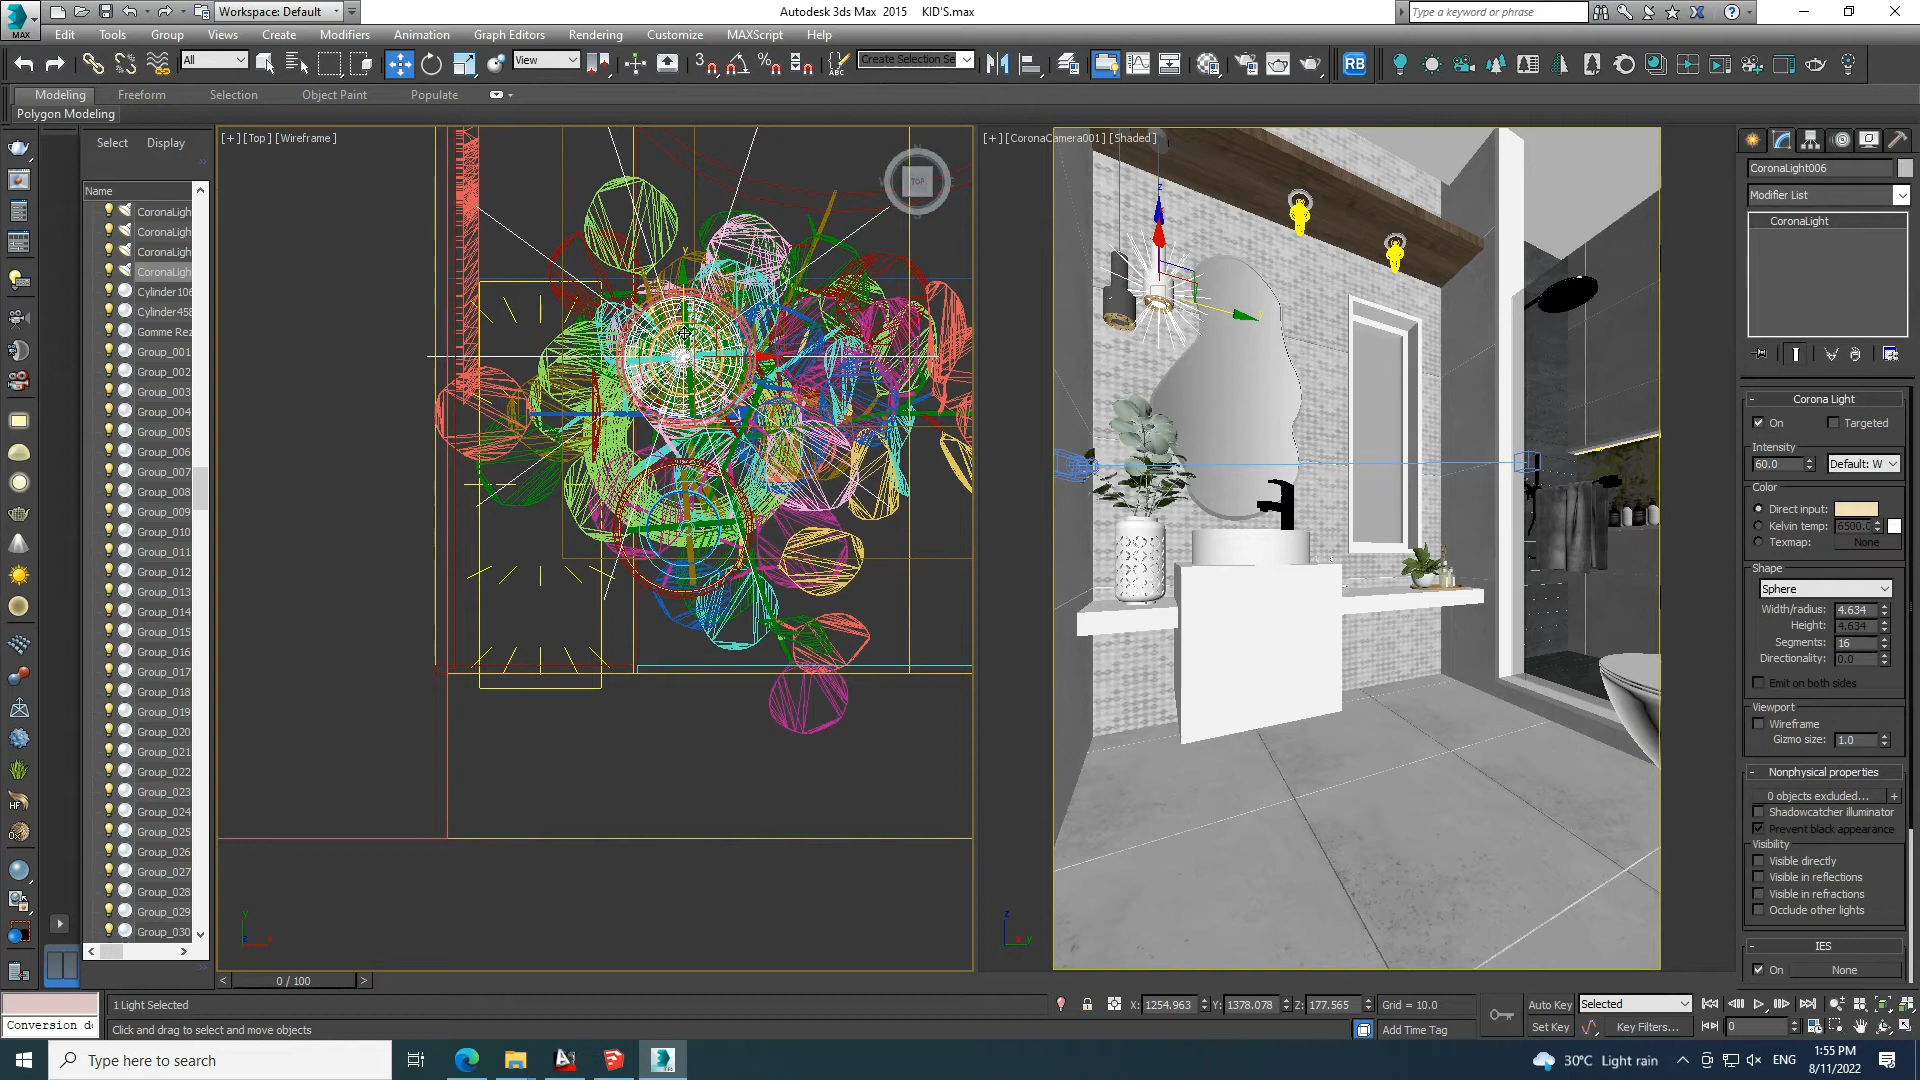 Workspace: Default
Autodesk 3ds Max 2015 KID'S.max
Type a keyword or phrase
MAX
Edit Tools Group Views Create Modifiers Animation Graph Editors Rendering Customize MAXScript Help
All
View
Create Selection Se
RB
Modeling Freeform Selection Object Paint Populate
Polygon Modeling
Select Display
Name
CoronaLigh
CoronaLigh
CoronaLigh
CoronaLigh
Cylinder106
Cylinder458
Gomme Rez
Group_001
Group_002
Group_003
Group_004
Group_005
Group_006
Group_007
Group_008
Group_009
Group_010
Group_011
Group_012
Group_013
Group_014
Group_015
Group_016
Group_017
Group_018
Group_019
Group_020
Group_021
Group_022
Group_023
Group_024
Group_025
Group_026
Group_027
Group_028
Group_029
Group_030
[+] [Top] [Wireframe]
TOP
[+] [CoronaCamera001] [Shaded]
CoronaLight006
Modifier List
CoronaLight
Corona Light
On Targeted
Intensity
60.0 Default: W
Color
Direct input:
Kelvin temp: 6500.0
Texmap: None
Shape
Sphere
Width/radius: 4.634
Height: 4.634
Segments: 16
Directionality: 0.0
Emit on both sides
Viewport
Wireframe
Gizmo size: 1.0
Nonphysical properties
0 objects excluded... +
Shadowcatcher illuminator
Prevent black appearance
Visibility
Visible directly
Visible in reflections
Visible in refractions
Occlude other lights
IES
On None
0 / 100
1 Light Selected
X: 1254.963 Y: 1378.078 Z: 177.565 Grid = 10.0
Auto Key Selected
Conversion do
Click and drag to select and move objects
Add Time Tag
Set Key Key Filters... 0
Type here to search
30°C Light rain
ENG
1:55 PM
8/11/2022